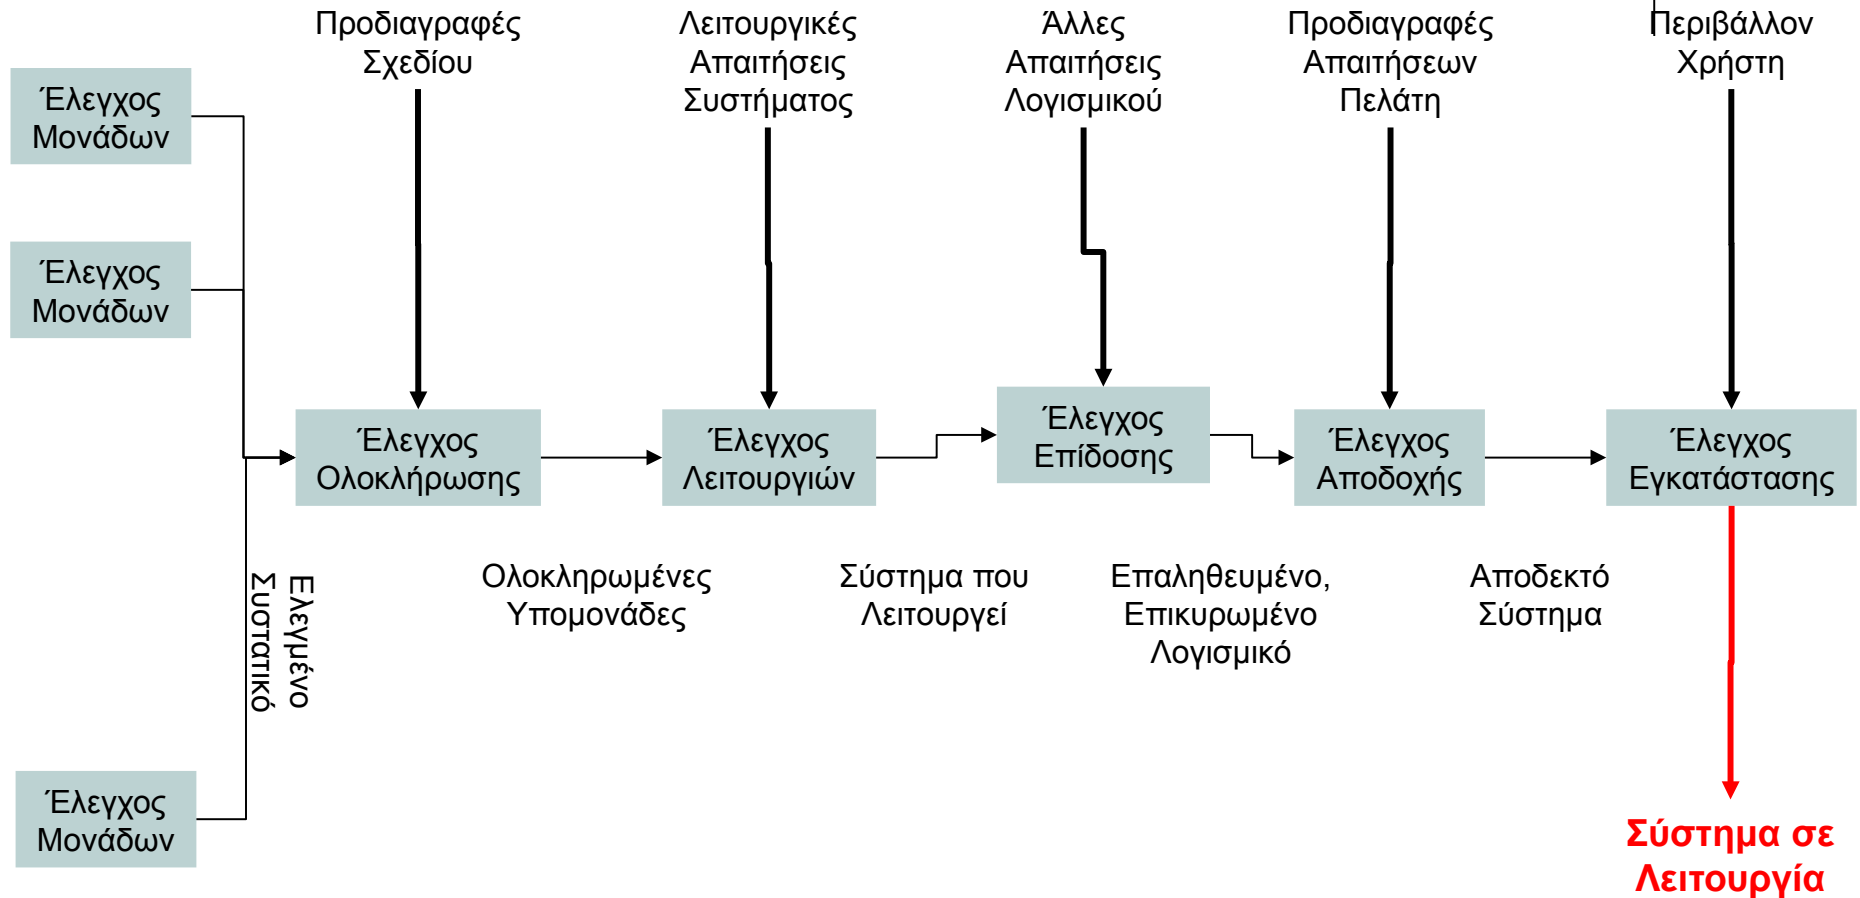 Προδιαγραφές
Σχεδίου
Λειτουργικές
Απαιτήσεις
Συστήματος
Άλλες
Απαιτήσεις
Λογισμικού
Προδιαγραφές
Απαιτήσεων
Πελάτη
Περιβάλλον
Χρήστη
Έλεγχος
Μονάδων
Έλεγχος
Μονάδων
Έλεγχος
Ολοκλήρωσης
Έλεγχος
Λειτουργιών
Έλεγχος
Επίδοσης
Έλεγχος
Αποδοχής
Έλεγχος
Εγκατάστασης
Ελεγμένο
Συστατικό
Ολοκληρωμένες
Υπομονάδες
Σύστημα που
Λειτουργεί
Επαληθευμένο,
Επικυρωμένο
Λογισμικό
Αποδεκτό
Σύστημα
Έλεγχος
Μονάδων
Σύστημα σε
Λειτουργία